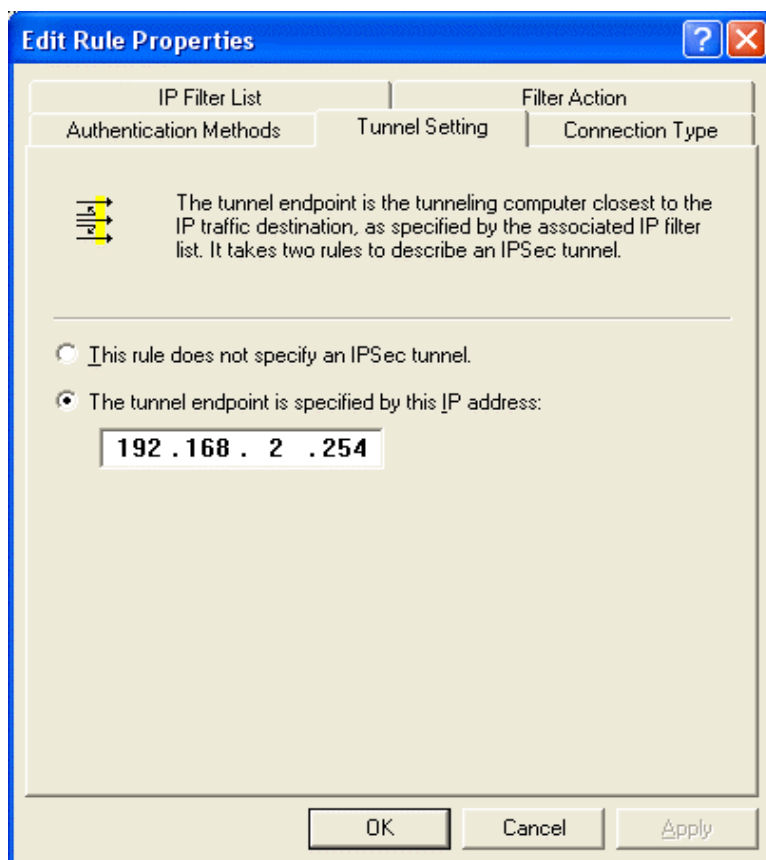 Edit Rule Properties
?
IP Filter List
Filter Action
Authentication Methods
Tunnel Setting
Connection Type
The tunnel endpoint is the tunneling computer closest to the
IP traffic destination, as specified by the associated IP filter
list. It takes two rules to describe an IPSec tunnel.
This rule does not specify an IPSec tunnel.
The tunnel endpoint is specified by this IP address:
192 . 168 . 2 . 254
OK
Cancel
Apply